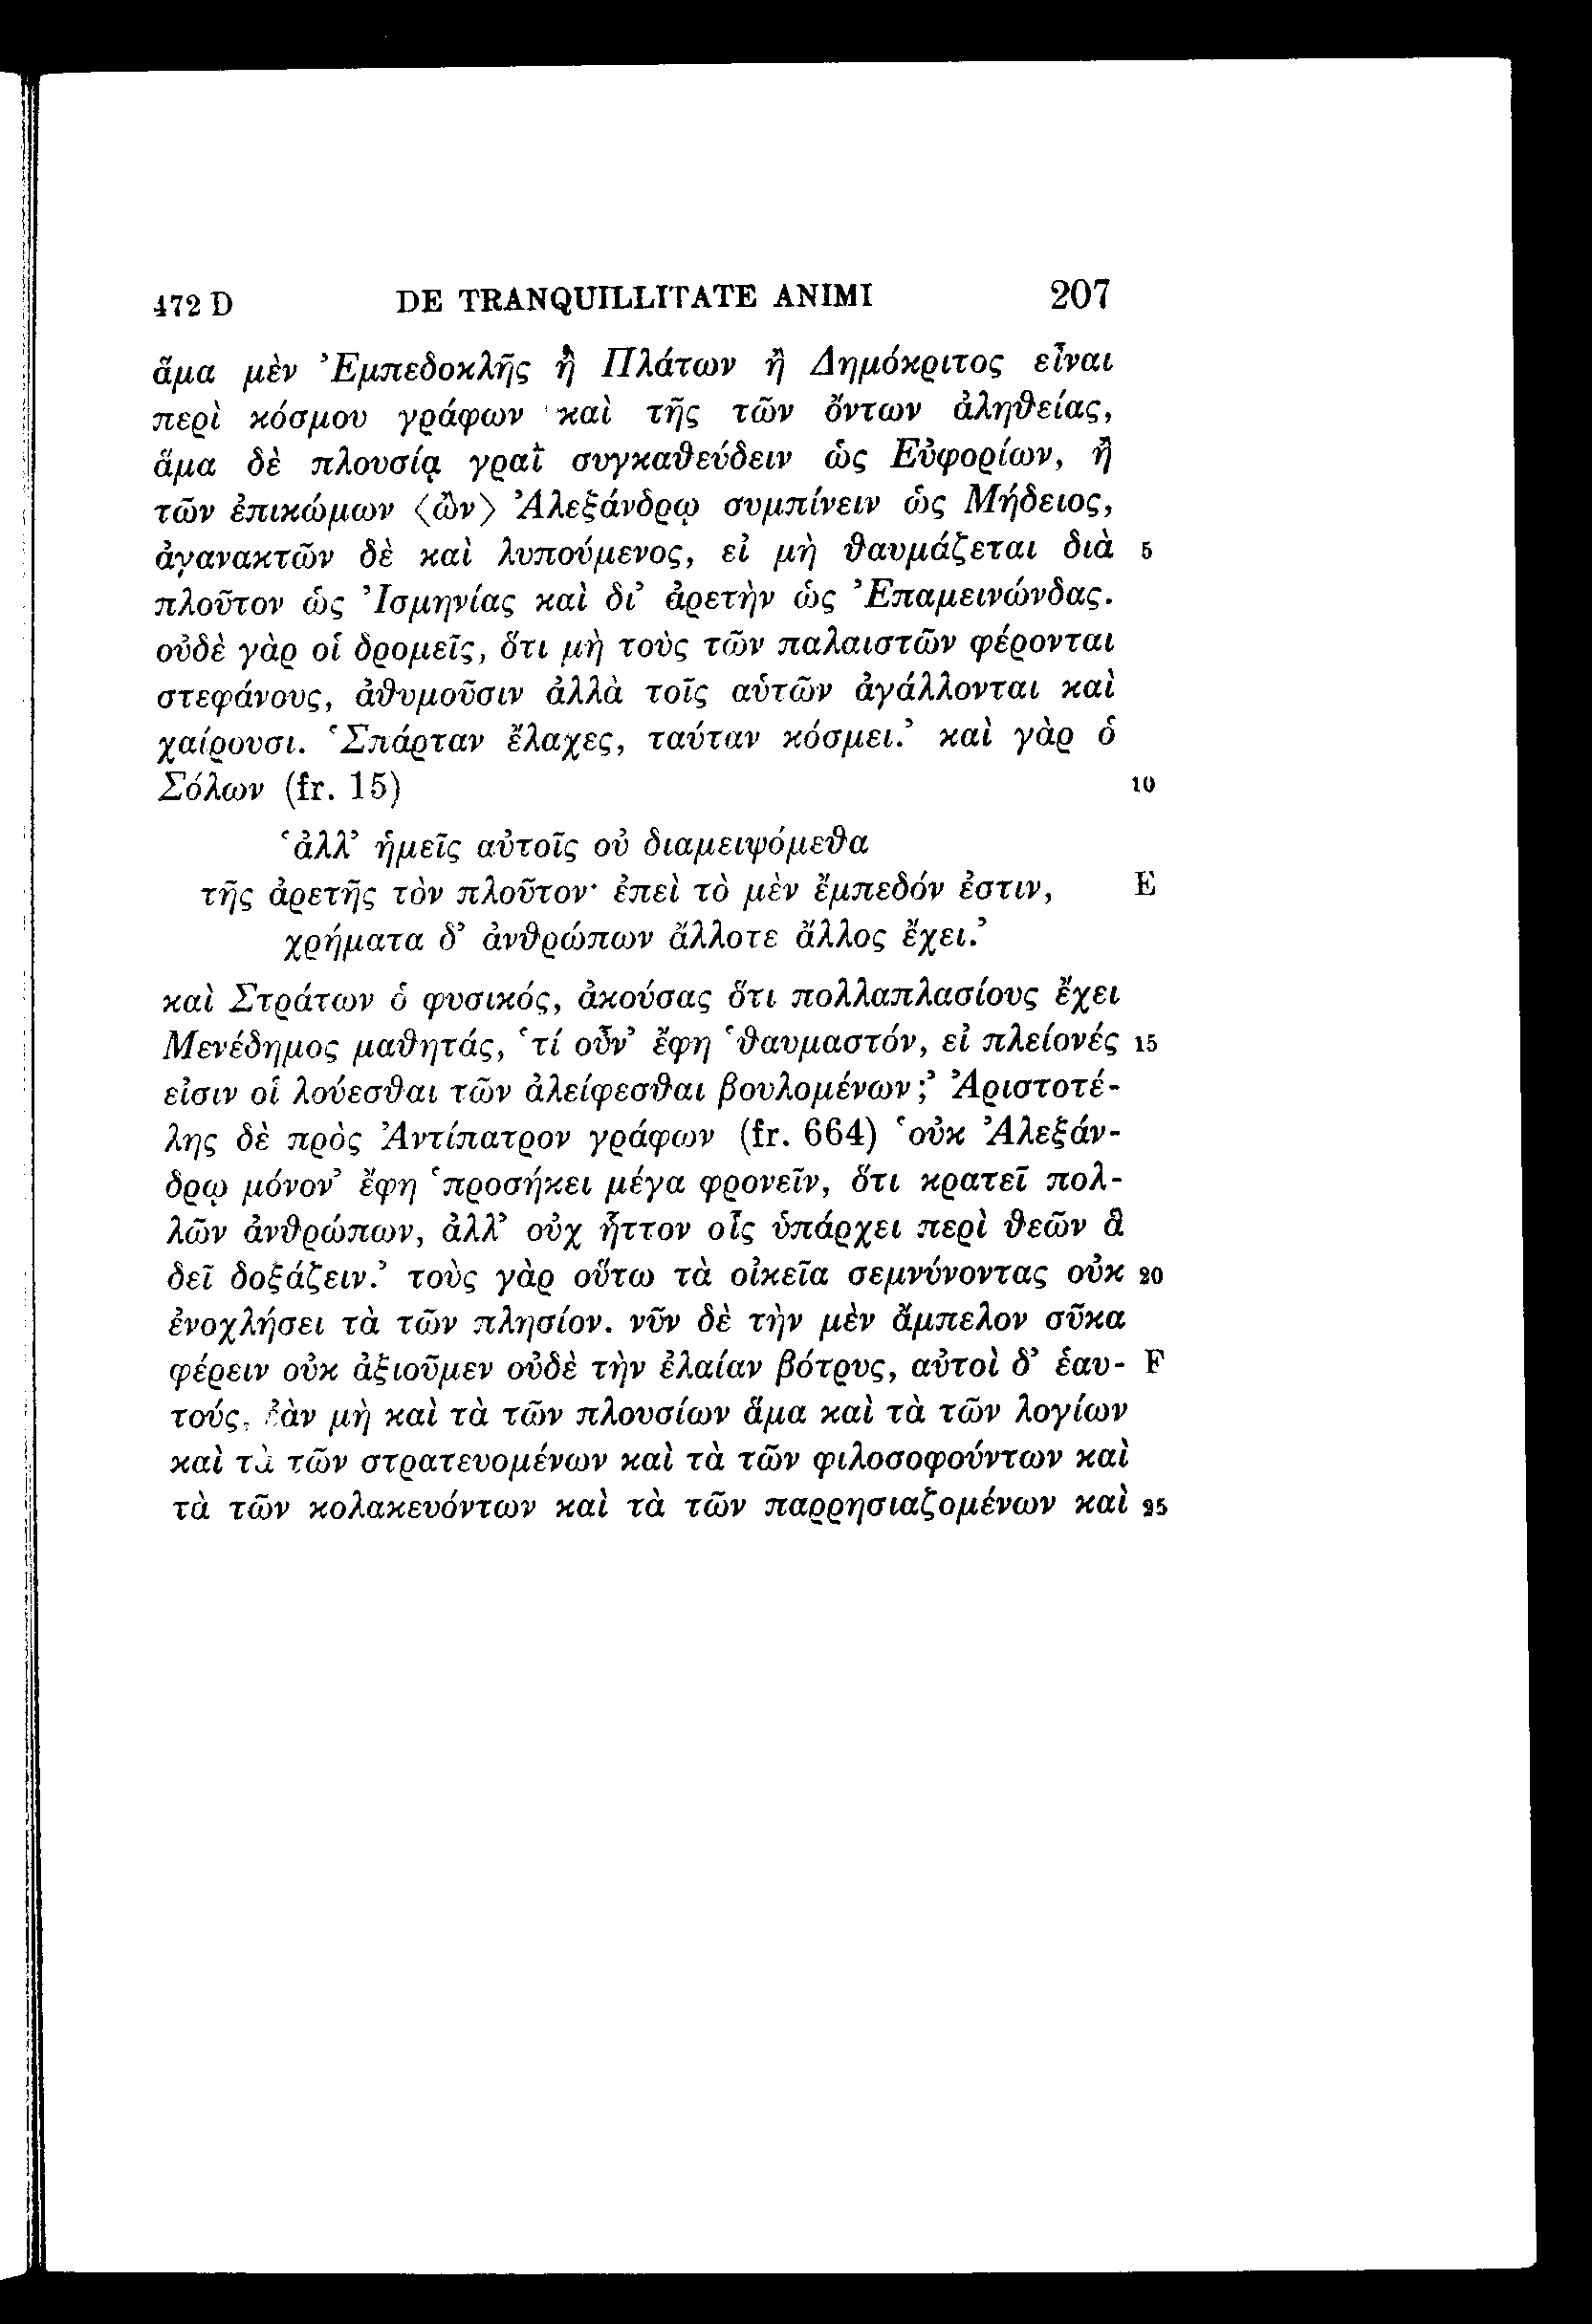 472 D DE TRANQUILLITATE ANIMI 207
ἅμα μὲν Ἐμπεδοκλῆς ἢ Πλάτων ἢ Δημόκριτος εἶναι
περὶ κόσμου γράφων καὶ τῆς τῶν ὄντων ἀληθείας,
ἅμα δὲ πλουσίᾳ γραῒ συγκαθεύδειν ὡς Εὐφορίων, ἢ
τῶν ἐπικώμων ⟨ὢν⟩ Ἀλεξάνδρῳ συμπίνειν ὡς Μήδειος,
ἀγανακτῶν δὲ καὶ λυπούμενος, εἰ μὴ θαυμάζεται διὰ 5
πλοῦτον ὡς Ἰσμηνίας καὶ δι’ ἀρετὴν ὡς Ἐπαμεινώνδας.
οὐδὲ γὰρ οἱ δρομεῖς, ὅτι μὴ τοὺς τῶν παλαιστῶν φέρονται
στεφάνους, ἀθυμοῦσιν ἀλλὰ τοῖς αὑτῶν ἀγάλλονται καὶ
χαίρουσι. ‘Σπάρταν ἔλαχες, ταύταν κόσμει.’ καὶ γὰρ ὁ
Σόλων (fr. 15) 10
‘ἀλλ’ ἡμεῖς αὐτοῖς οὐ διαμειψόμεθα
τῆς ἀρετῆς τὸν πλοῦτον· ἐπεὶ τὸ μὲν ἔμπεδόν ἐστιν, E
χρήματα δ’ ἀνθρώπων ἄλλοτε ἄλλος ἔχει.’
καὶ Στράτων ὁ φυσικός, ἀκούσας ὅτι πολλαπλασίους ἔχει
Μενέδημος μαθητάς, ‘τί οὖν’ ἔφη ‘θαυμαστόν, εἰ πλείονές 15
εἰσιν οἱ λούεσθαι τῶν ἀλείφεσθαι βουλομένων;’ Ἀριστοτέ-
λης δὲ πρὸς Ἀντίπατρον γράφων (fr. 664) ‘οὐκ Ἀλεξάν-
δρῳ μόνον’ ἔφη ‘προσήκει μέγα φρονεῖν, ὅτι κρατεῖ πολ-
λῶν ἀνθρώπων, ἀλλ’ οὐχ ἧττον οἷς ὑπάρχει περὶ θεῶν ἃ
δεῖ δοξάζειν.’ τοὺς γὰρ οὕτω τὰ οἰκεῖα σεμνύνοντας οὐκ 20
ἐνοχλήσει τὰ τῶν πλησίον. νῦν δὲ τὴν μὲν ἄμπελον σῦκα
φέρειν οὐκ ἀξιοῦμεν οὐδὲ τὴν ἐλαίαν βότρυς, αὐτοὶ δ’ ἑαυ- F
τούς, ἐὰν μὴ καὶ τὰ τῶν πλουσίων ἅμα καὶ τὰ τῶν λογίων
καὶ τὰ τῶν στρατευομένων καὶ τὰ τῶν φιλοσοφούντων καὶ
τὰ τῶν κολακευόντων καὶ τὰ τῶν παρρησιαζομένων καὶ 25